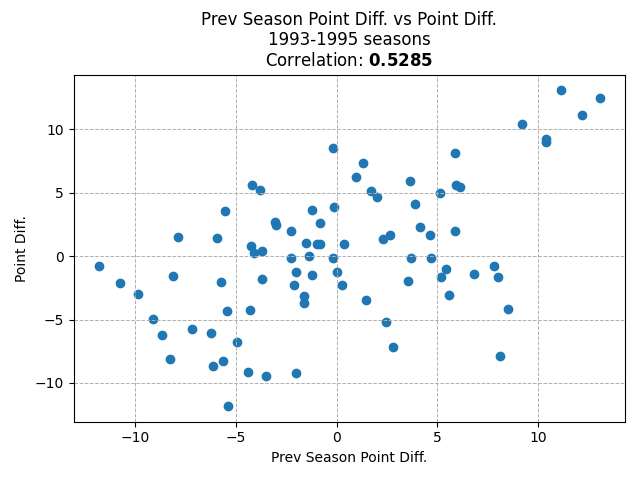 Prev Season Point Diff. vs Point Diff.
1993-1995 seasons
Correlation: 0.5285
10
5
0
−5
−10
Point Diff.
−10 −5 0 5 10
Prev Season Point Diff.